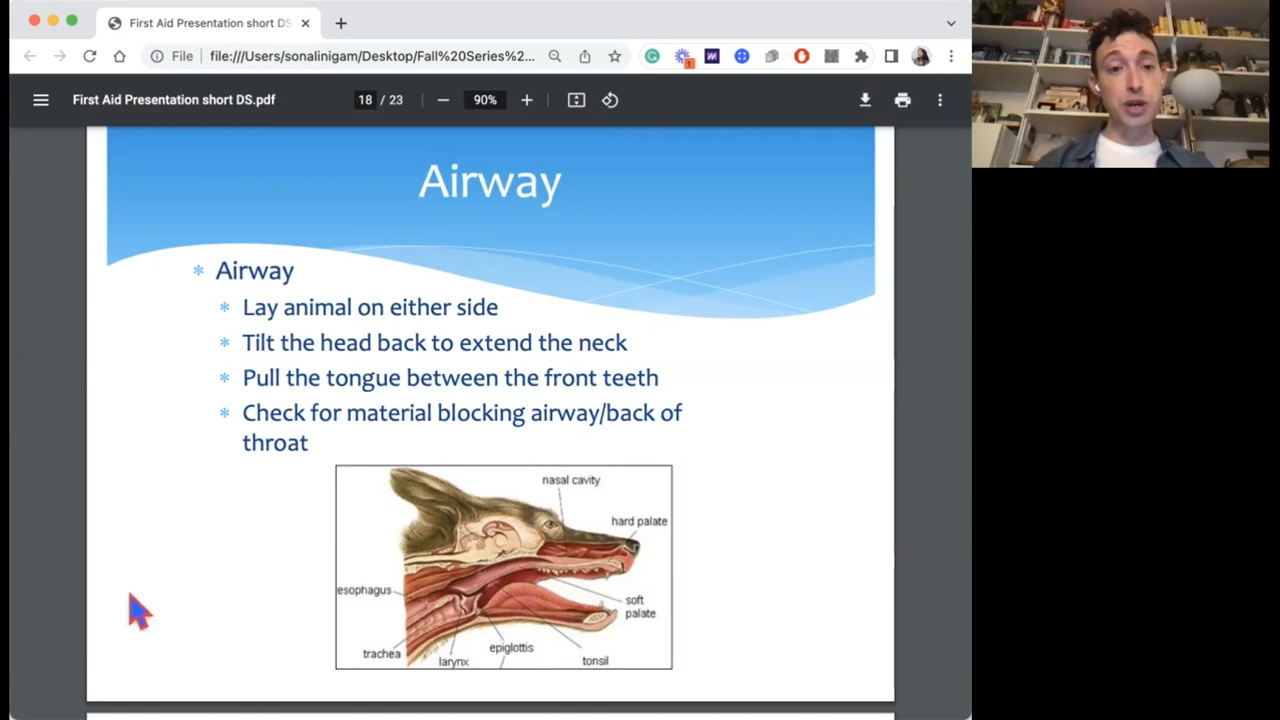 First Aid Presentation short DS
File
file:///Users/sonalinigam/Desktop/Fall%20Series%2...
1
First Aid Presentation short DS.pdf
18 / 23
90%
Airway
Airway
Lay animal on either side
Tilt the head back to extend the neck
Pull the tongue between the front teeth
Check for material blocking airway/back of
throat
nasal cavity
hard palate
esophagus
soft
palate
trachea
larynx
epiglottis
tonsil